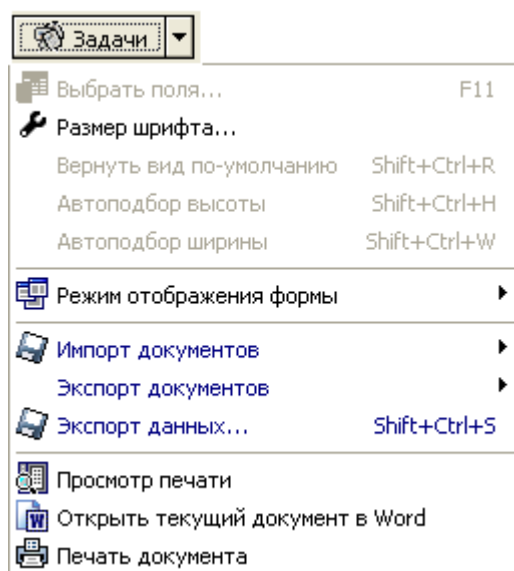 Задачи
Выбрать поля... F11
Размер шрифта...
Вернуть вид по-умолчанию Shift+Ctrl+R
Автоподбор высоты Shift+Ctrl+H
Автоподбор ширины Shift+Ctrl+W
Режим отображения формы
Импорт документов
Экспорт документов
Экспорт данных... Shift+Ctrl+S
Просмотр печати
Открыть текущий документ в Word
Печать документа